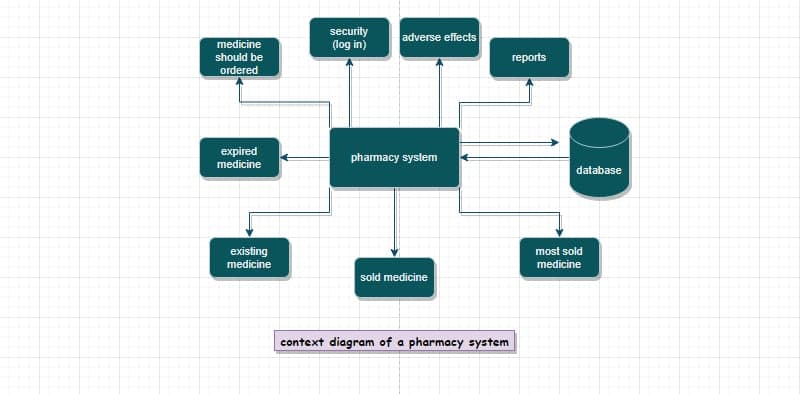 security
(log in)
adverse effects
medicine
should be
ordered
reports
expired
medicine
pharmacy system
database
existing
medicine
sold medicine
most sold
medicine
context diagram of a pharmacy system